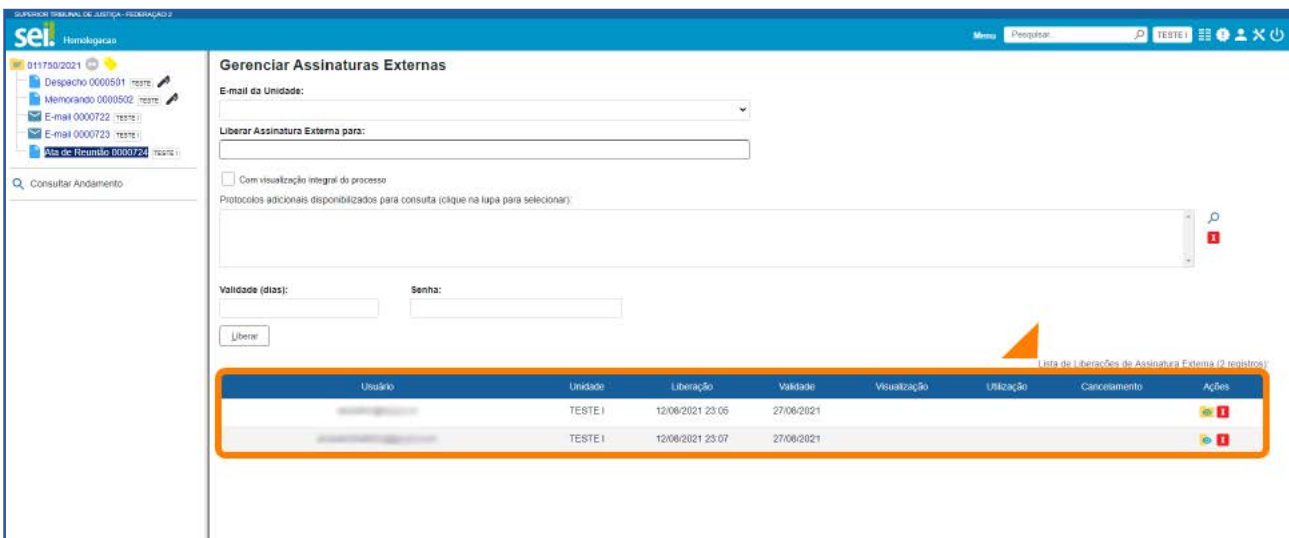 SUPERIOR TRIBUNAL DE JUSTIÇA - FEDERAÇÃO 2
sei. Homologacao
Menu Pesquisar... TESTE I
011750/2021
Despacho 0000501 TESTE
Memorando 0000502 TESTE
E-mail 0000722 TESTE I
E-mail 0000723 TESTE I
Ata de Reunião 0000724 TESTE I
Consultar Andamento
Gerenciar Assinaturas Externas
E-mail da Unidade:
Liberar Assinatura Externa para:
Com visualização integral do processo
Protocolos adicionais disponibilizados para consulta (clique na lupa para selecionar):
Validade (dias): Senha:
Liberar
Lista de Liberações de Assinatura Externa (2 registros):
Usuário Unidade Liberação Validade Visualização Utilização Cancelamento Ações
TESTE I 12/08/2021 23:05 27/08/2021
TESTE I 12/08/2021 23:07 27/08/2021